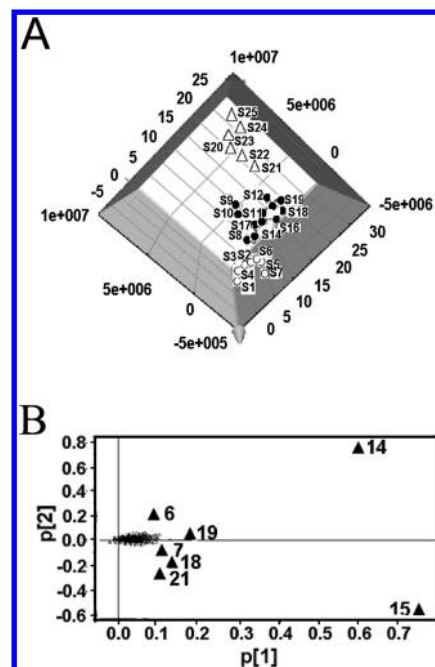 A
1e+007
25
20
15
10
5
0
-5
1e+007
5e+006
0
-5e+005
5e+006
0
-5e+006
30
25
20
15
10
5
0
S25
S24
S23
S20
S22
S21
S12
S19
S9
S18
S10
S11
S17
S16
S8
S14
S3
S2
S6
S5
S4
S7
S1
B
0.8
0.6
0.4
0.2
0.0
-0.2
-0.4
-0.6
p[2]
14
6
19
7
18
21
15
0.0
0.1
0.2
0.3
0.4
0.5
0.6
0.7
p[1]